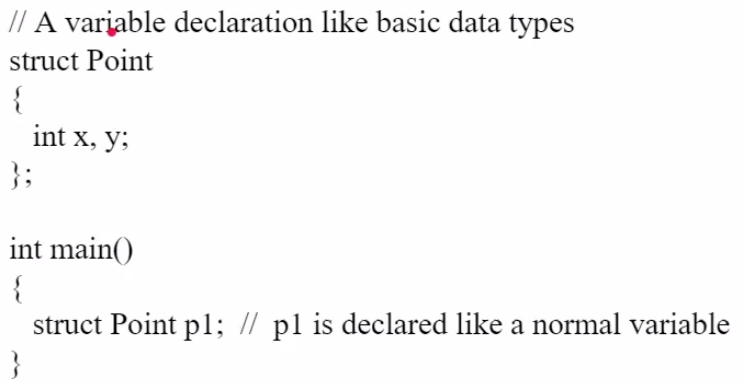 // A variable declaration like basic data types
struct Point
{
int x, y;
};
int main()
{
struct Point p1; // p1 is declared like a normal variable
}